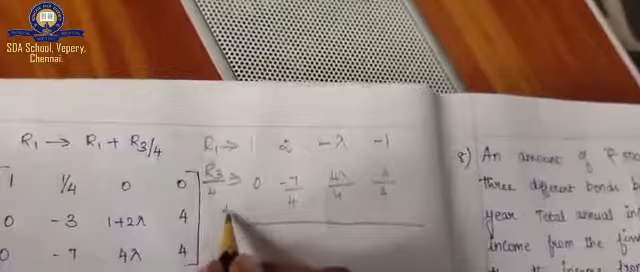 SDA School, Vepery,
Chennai.
R₁ → R₁ + R₃/4
1 1/4 0 0
0 -3 1+2λ 4
0 -7 4λ 4
R₁ ⇒ 1 2 -λ -1
R₃/4 ⇒ 0 -7/4 4λ/4 4/4
8) An amount of ₹
three different bonds
year Total annual
income from the